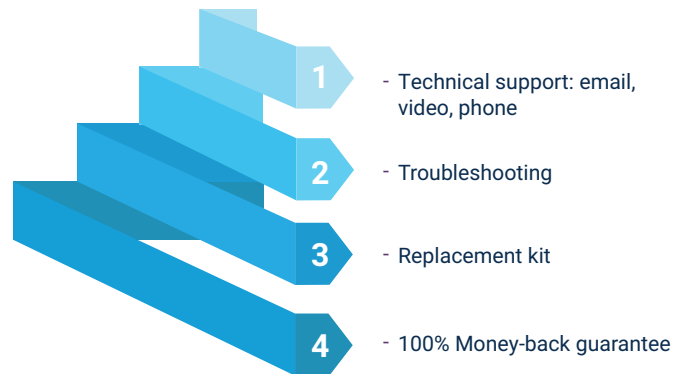 1
- Technical support: email,
video, phone
2
- Troubleshooting
3
- Replacement kit
4
- 100% Money-back guarantee